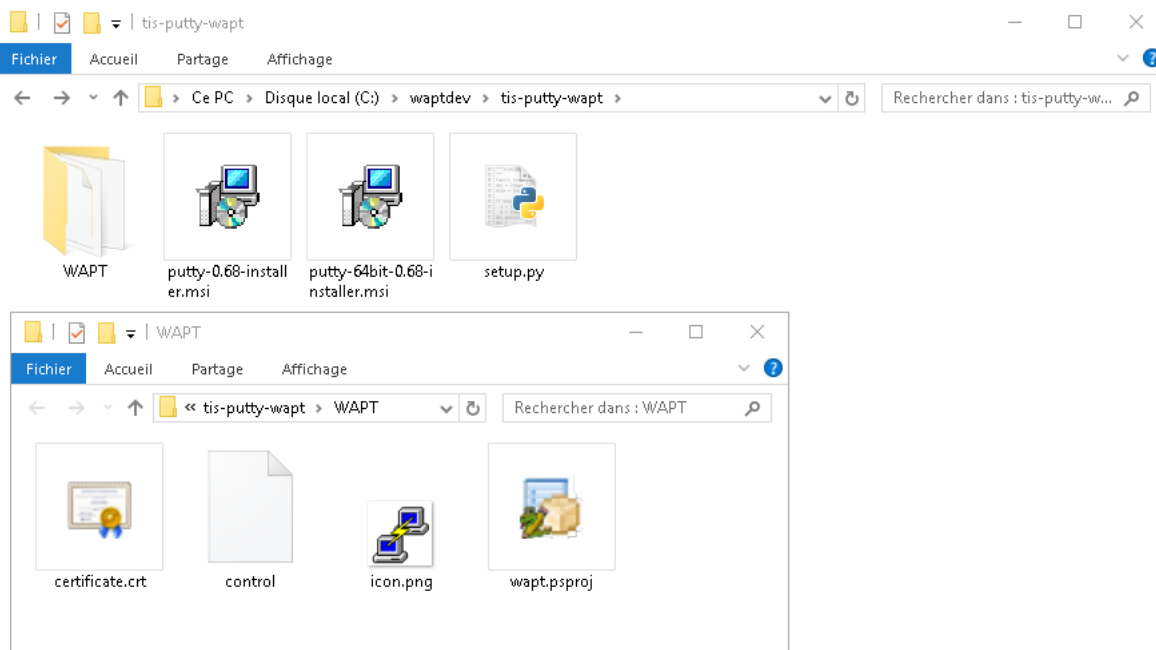 tis-putty-wapt
Fichier Accueil Partage Affichage
Ce PC > Disque local (C:) > waptdev > tis-putty-wapt >
Rechercher dans : tis-putty-w...
WAPT
putty-0.68-install
er.msi
putty-64bit-0.68-i
nstaller.msi
setup.py
WAPT
Fichier Accueil Partage Affichage
« tis-putty-wapt > WAPT
Rechercher dans : WAPT
certificate.crt
control
icon.png
wapt.psproj